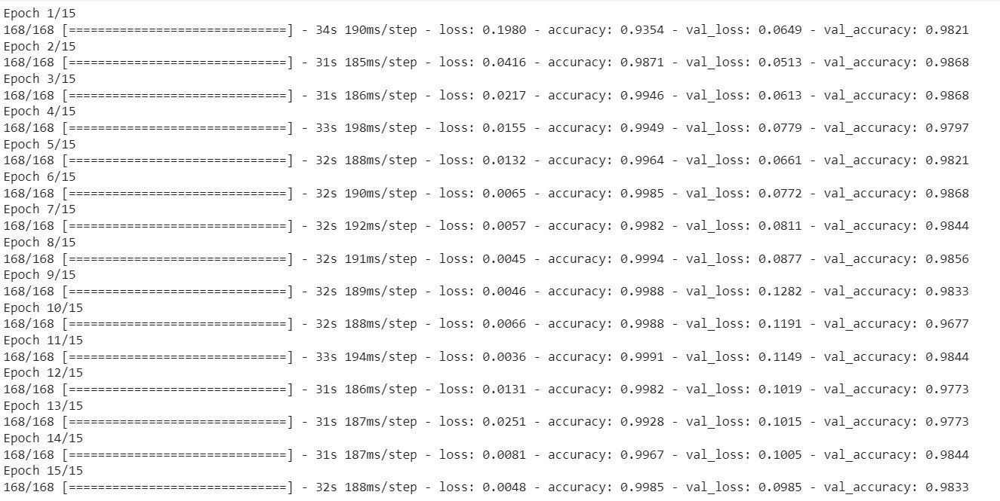 Epoch 1/15
168/168 [==============================] - 34s 190ms/step - loss: 0.1980 - accuracy: 0.9354 - val_loss: 0.0649 - val_accuracy: 0.9821
Epoch 2/15
168/168 [==============================] - 31s 185ms/step - loss: 0.0416 - accuracy: 0.9871 - val_loss: 0.0513 - val_accuracy: 0.9868
Epoch 3/15
168/168 [==============================] - 31s 186ms/step - loss: 0.0217 - accuracy: 0.9946 - val_loss: 0.0613 - val_accuracy: 0.9868
Epoch 4/15
168/168 [==============================] - 33s 198ms/step - loss: 0.0155 - accuracy: 0.9949 - val_loss: 0.0779 - val_accuracy: 0.9797
Epoch 5/15
168/168 [==============================] - 32s 188ms/step - loss: 0.0132 - accuracy: 0.9964 - val_loss: 0.0661 - val_accuracy: 0.9821
Epoch 6/15
168/168 [==============================] - 32s 190ms/step - loss: 0.0065 - accuracy: 0.9985 - val_loss: 0.0772 - val_accuracy: 0.9868
Epoch 7/15
168/168 [==============================] - 32s 192ms/step - loss: 0.0057 - accuracy: 0.9982 - val_loss: 0.0811 - val_accuracy: 0.9844
Epoch 8/15
168/168 [==============================] - 32s 191ms/step - loss: 0.0045 - accuracy: 0.9994 - val_loss: 0.0877 - val_accuracy: 0.9856
Epoch 9/15
168/168 [==============================] - 32s 189ms/step - loss: 0.0046 - accuracy: 0.9988 - val_loss: 0.1282 - val_accuracy: 0.9833
Epoch 10/15
168/168 [==============================] - 32s 188ms/step - loss: 0.0066 - accuracy: 0.9988 - val_loss: 0.1191 - val_accuracy: 0.9677
Epoch 11/15
168/168 [==============================] - 33s 194ms/step - loss: 0.0036 - accuracy: 0.9991 - val_loss: 0.1149 - val_accuracy: 0.9844
Epoch 12/15
168/168 [==============================] - 31s 186ms/step - loss: 0.0131 - accuracy: 0.9982 - val_loss: 0.1019 - val_accuracy: 0.9773
Epoch 13/15
168/168 [==============================] - 31s 187ms/step - loss: 0.0251 - accuracy: 0.9928 - val_loss: 0.1015 - val_accuracy: 0.9773
Epoch 14/15
168/168 [==============================] - 31s 187ms/step - loss: 0.0081 - accuracy: 0.9967 - val_loss: 0.1005 - val_accuracy: 0.9844
Epoch 15/15
168/168 [==============================] - 32s 188ms/step - loss: 0.0048 - accuracy: 0.9985 - val_loss: 0.0985 - val_accuracy: 0.9833